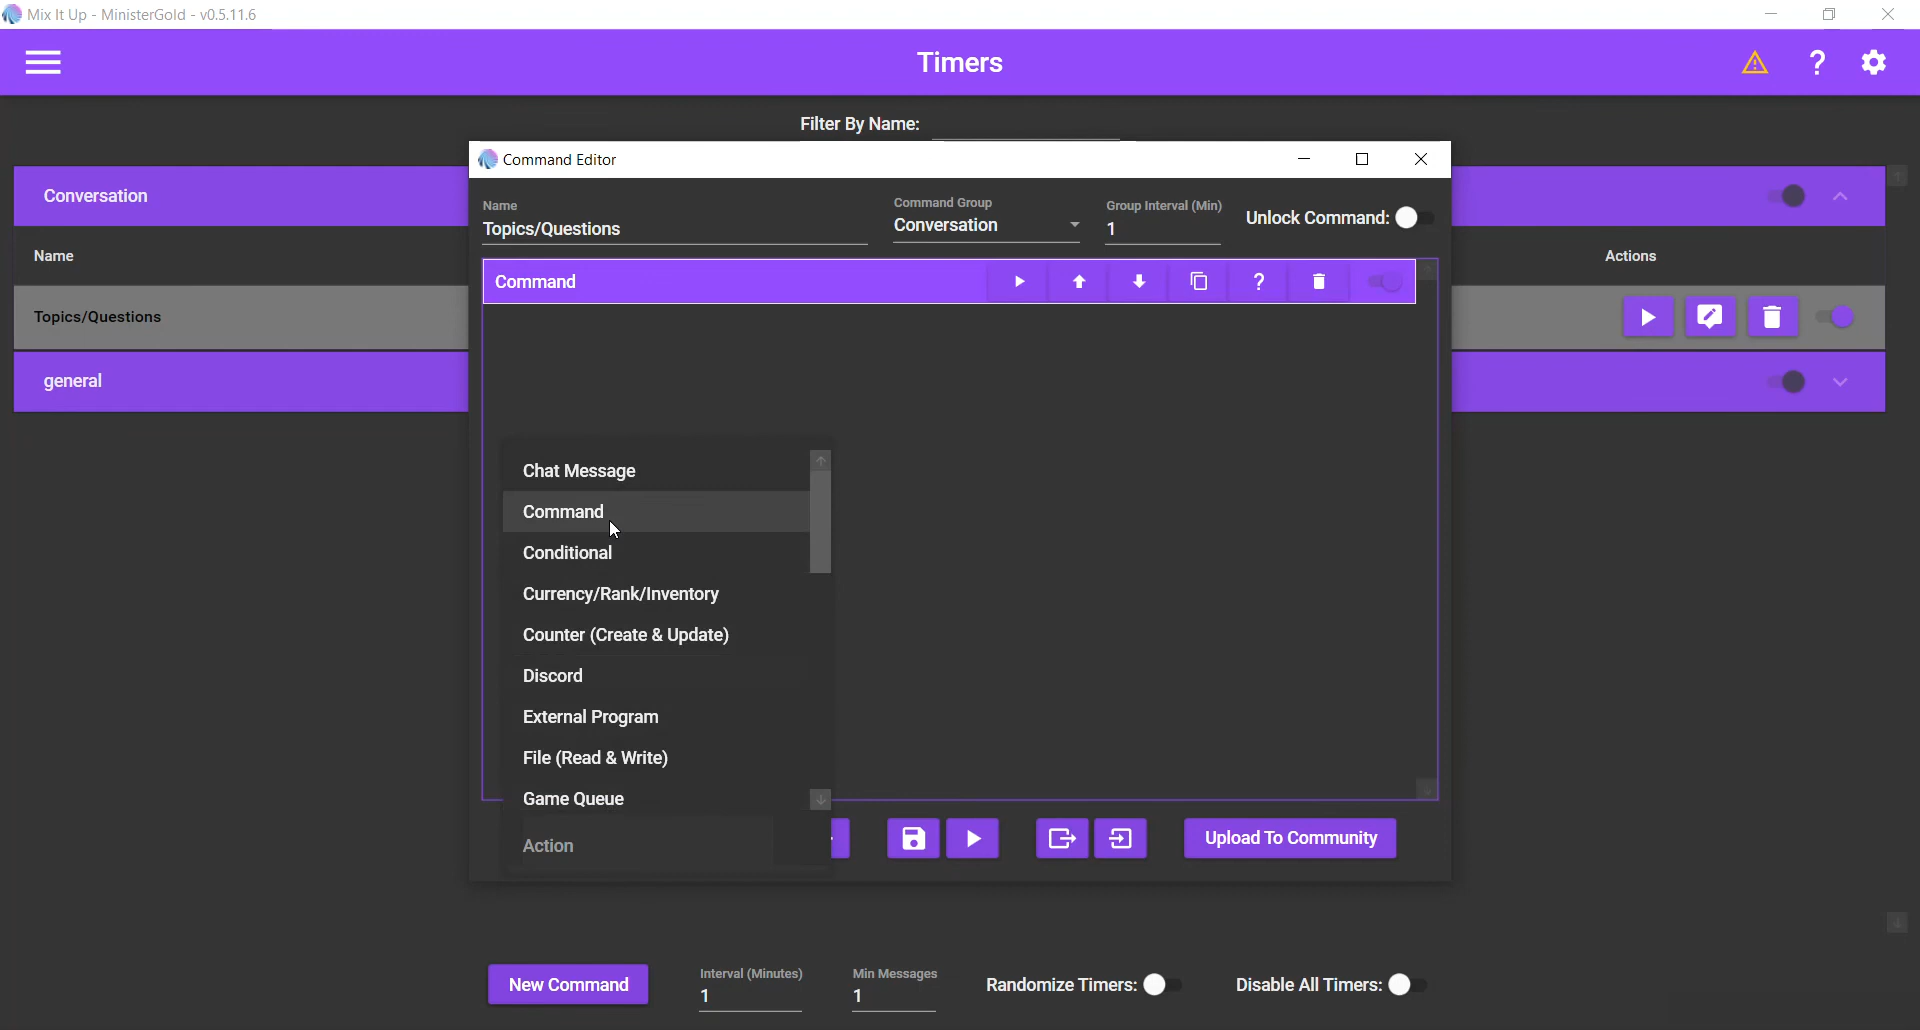 Mix It Up - MinisterGold - v0.5.11.6
Timers
Filter By Name:
Command Editor
Conversation
Name
Topics/Questions
Command Group
Conversation
Group Interval (Min)
1
Unlock Command:
Name
Actions
Command
Topics/Questions
general
Chat Message
Command
Conditional
Currency/Rank/Inventory
Counter (Create & Update)
Discord
External Program
File (Read & Write)
Game Queue
Action
Upload To Community
New Command
Interval (Minutes)
1
Min Messages
1
Randomize Timers:
Disable All Timers: